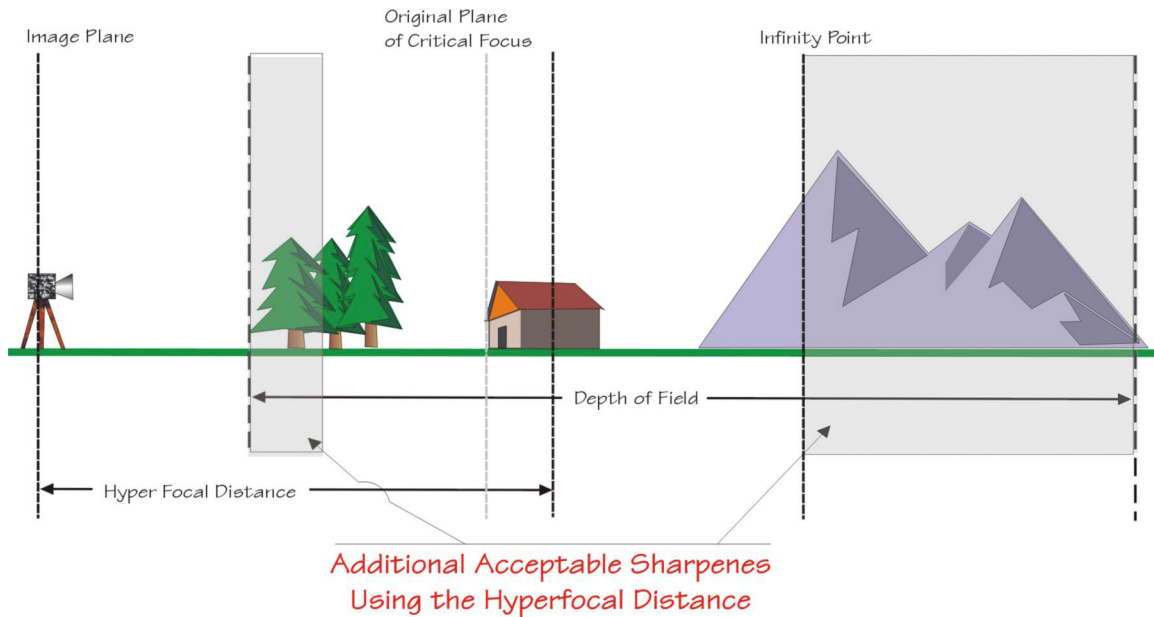 Image Plane
Original Plane
of Critical Focus
Infinity Point
Depth of Field
Hyper Focal Distance
Additional Acceptable Sharpenes
Using the Hyperfocal Distance